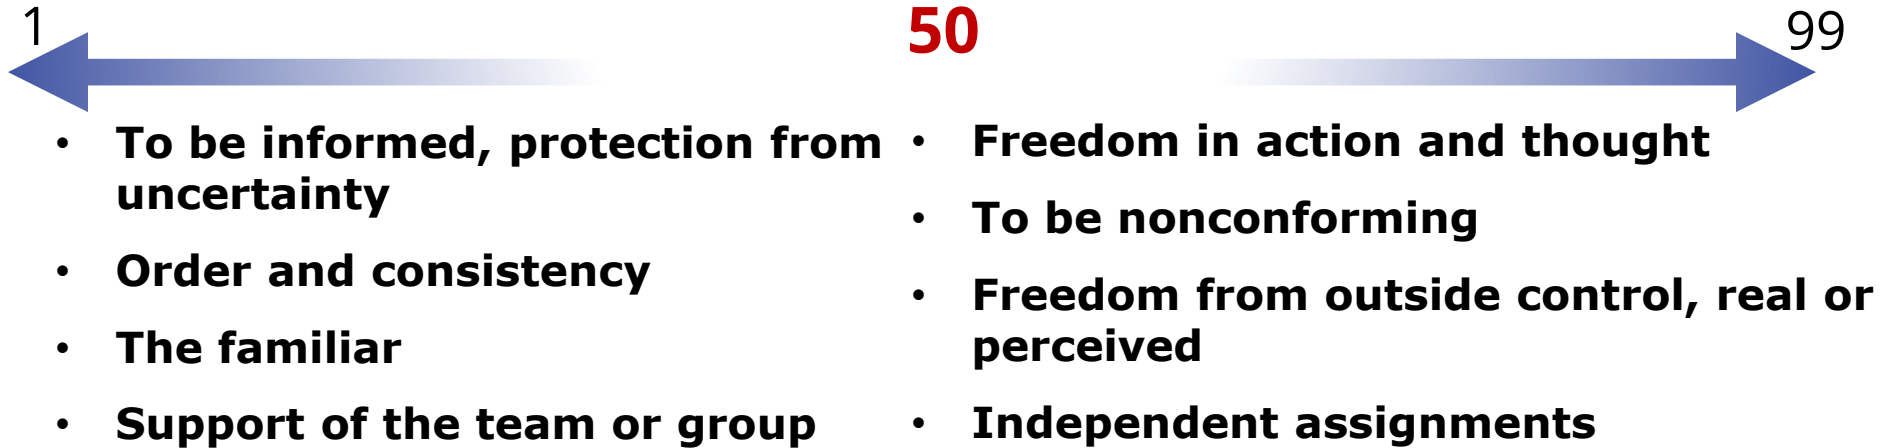 1
50
99
• To be informed, protection from
uncertainty
• Order and consistency
• The familiar
• Support of the team or group
• Freedom in action and thought
• To be nonconforming
• Freedom from outside control, real or
perceived
• Independent assignments